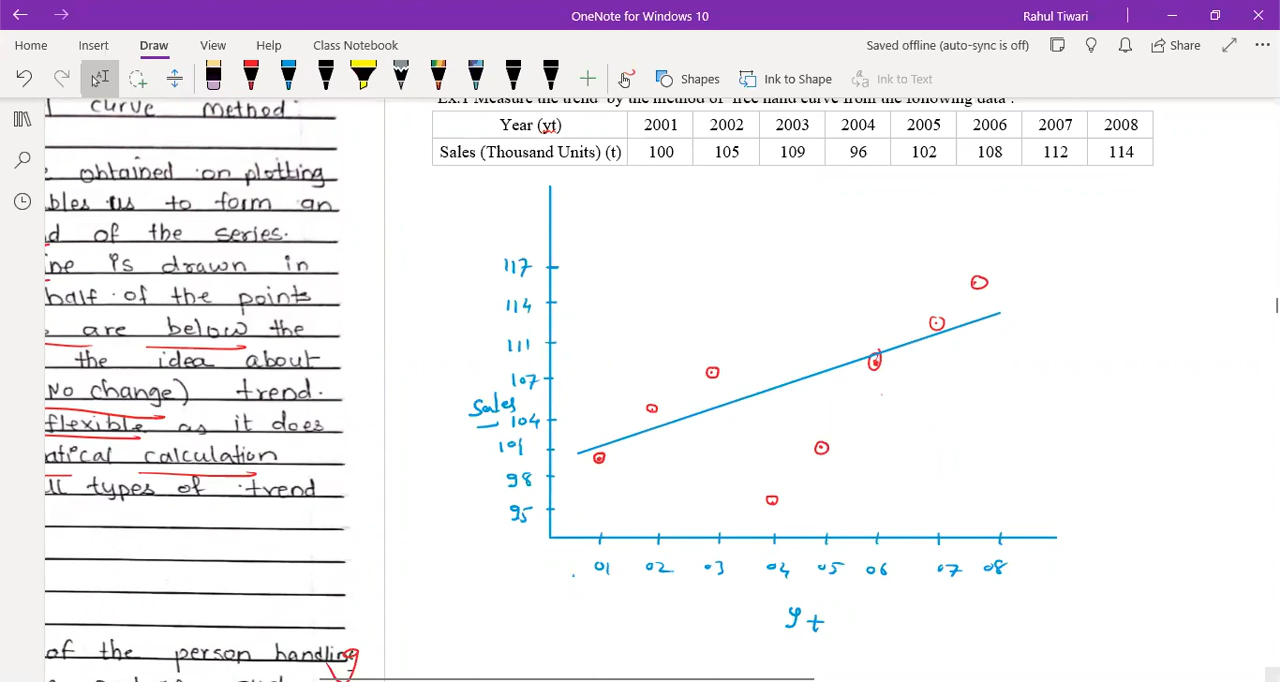 OneNote for Windows 10
Rahul Tiwari
Home Insert Draw View Help Class Notebook
Saved offline (auto-sync is off)
Share
Shapes
Ink to Shape
Ink to Text
curve method:
obtained on plotting
bles us to form an
d of the series.
ne is drawn in
half of the points
are below the
the idea about
No change) trend.
flexible as it does
atical calculation
ll types of trend
of the person handling
Ex.1 Measure the trend by the method of free hand curve from the following data :
Year (yt) 2001 2002 2003 2004 2005 2006 2007 2008
Sales (Thousand Units) (t) 100 105 109 96 102 108 112 114
117
114
111
107
Sales
104
101
98
95
01 02 03 04 05 06 07 08
yt